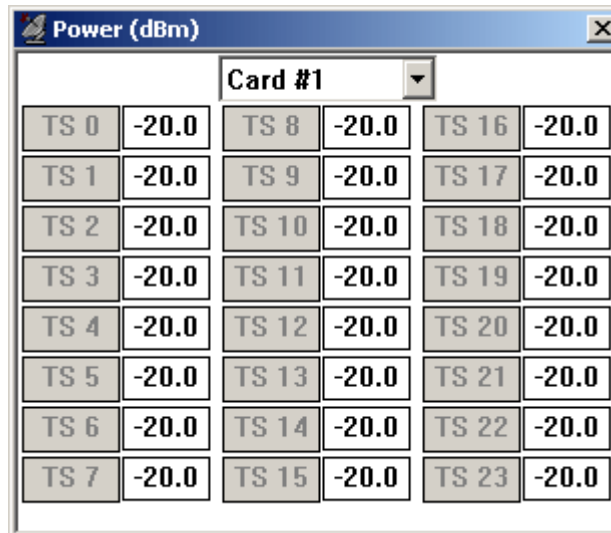 Power (dBm)
Card #1
TS 0 -20.0 TS 8 -20.0 TS 16 -20.0
TS 1 -20.0 TS 9 -20.0 TS 17 -20.0
TS 2 -20.0 TS 10 -20.0 TS 18 -20.0
TS 3 -20.0 TS 11 -20.0 TS 19 -20.0
TS 4 -20.0 TS 12 -20.0 TS 20 -20.0
TS 5 -20.0 TS 13 -20.0 TS 21 -20.0
TS 6 -20.0 TS 14 -20.0 TS 22 -20.0
TS 7 -20.0 TS 15 -20.0 TS 23 -20.0